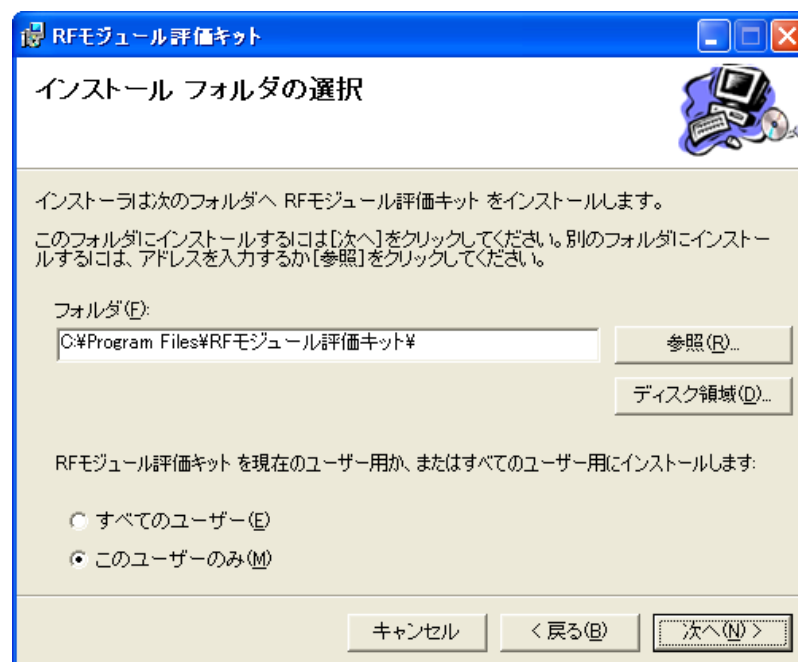 RFモジュール評価キット
インストール フォルダの選択
インストーラは次のフォルダへ RFモジュール評価キット をインストールします。
このフォルダにインストールするには[次へ]をクリックしてください。別のフォルダにインストー
ルするには、アドレスを入力するか[参照]をクリックしてください。
フォルダ(F):
C:¥Program Files¥RFモジュール評価キット¥
参照(R)...
ディスク領域(D)...
RFモジュール評価キット を現在のユーザー用か、またはすべてのユーザー用にインストールします:
すべてのユーザー(E)
このユーザーのみ(M)
キャンセル
< 戻る(B)
次へ(N) >